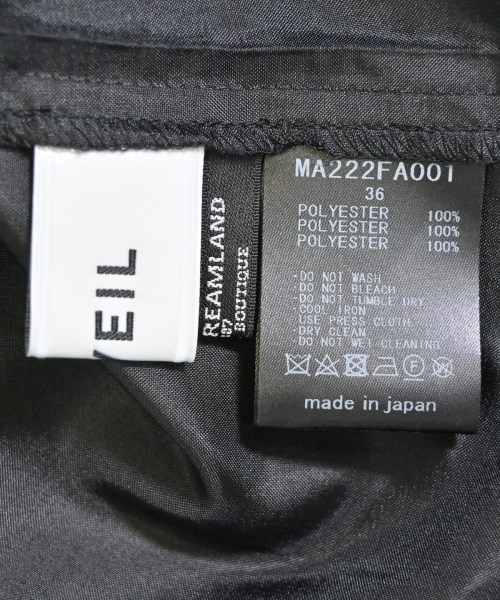 EIL
REAMLAND
BOUTIQUE
MA222FA001
36
POLYESTER 100%
POLYESTER 100%
POLYESTER 100%
-DO NOT WASH
-DO NOT BLEACH
-DO NOT TUMBLE DRY
-COOL IRON
USE PRESS CLOTH
-DRY CLEAN
-DO NOT WET CLEANING
F
W
made in japan